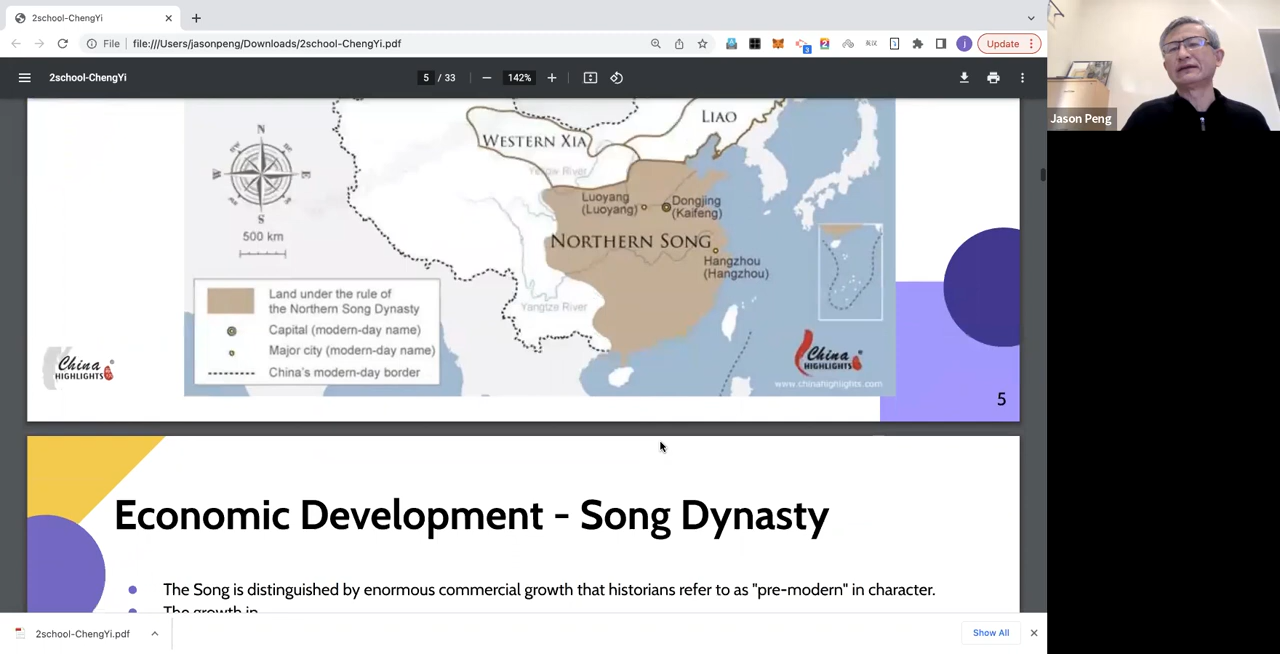 2school-ChengYi
File
file:///Users/jasonpeng/Downloads/2school-ChengYi.pdf
Update
2school-ChengYi
5 / 33
142%
Jason Peng
LIAO
WESTERN XIA
Yellow River
N
W
E
S
500 km
Luoyang
(Luoyang)
Dongjing
(Kaifeng)
NORTHERN SONG
Hangzhou
(Hangzhou)
Yangtze River
Land under the rule of
the Northern Song Dynasty
Capital (modern-day name)
Major city (modern-day name)
China's modern-day border
China
HIGHLIGHTS
China
HIGHLIGHTS
www.chinahighlights.com
5
Economic Development - Song Dynasty
The Song is distinguished by enormous commercial growth that historians refer to as "pre-modern" in character.
The growth in
2school-ChengYi.pdf
Show All